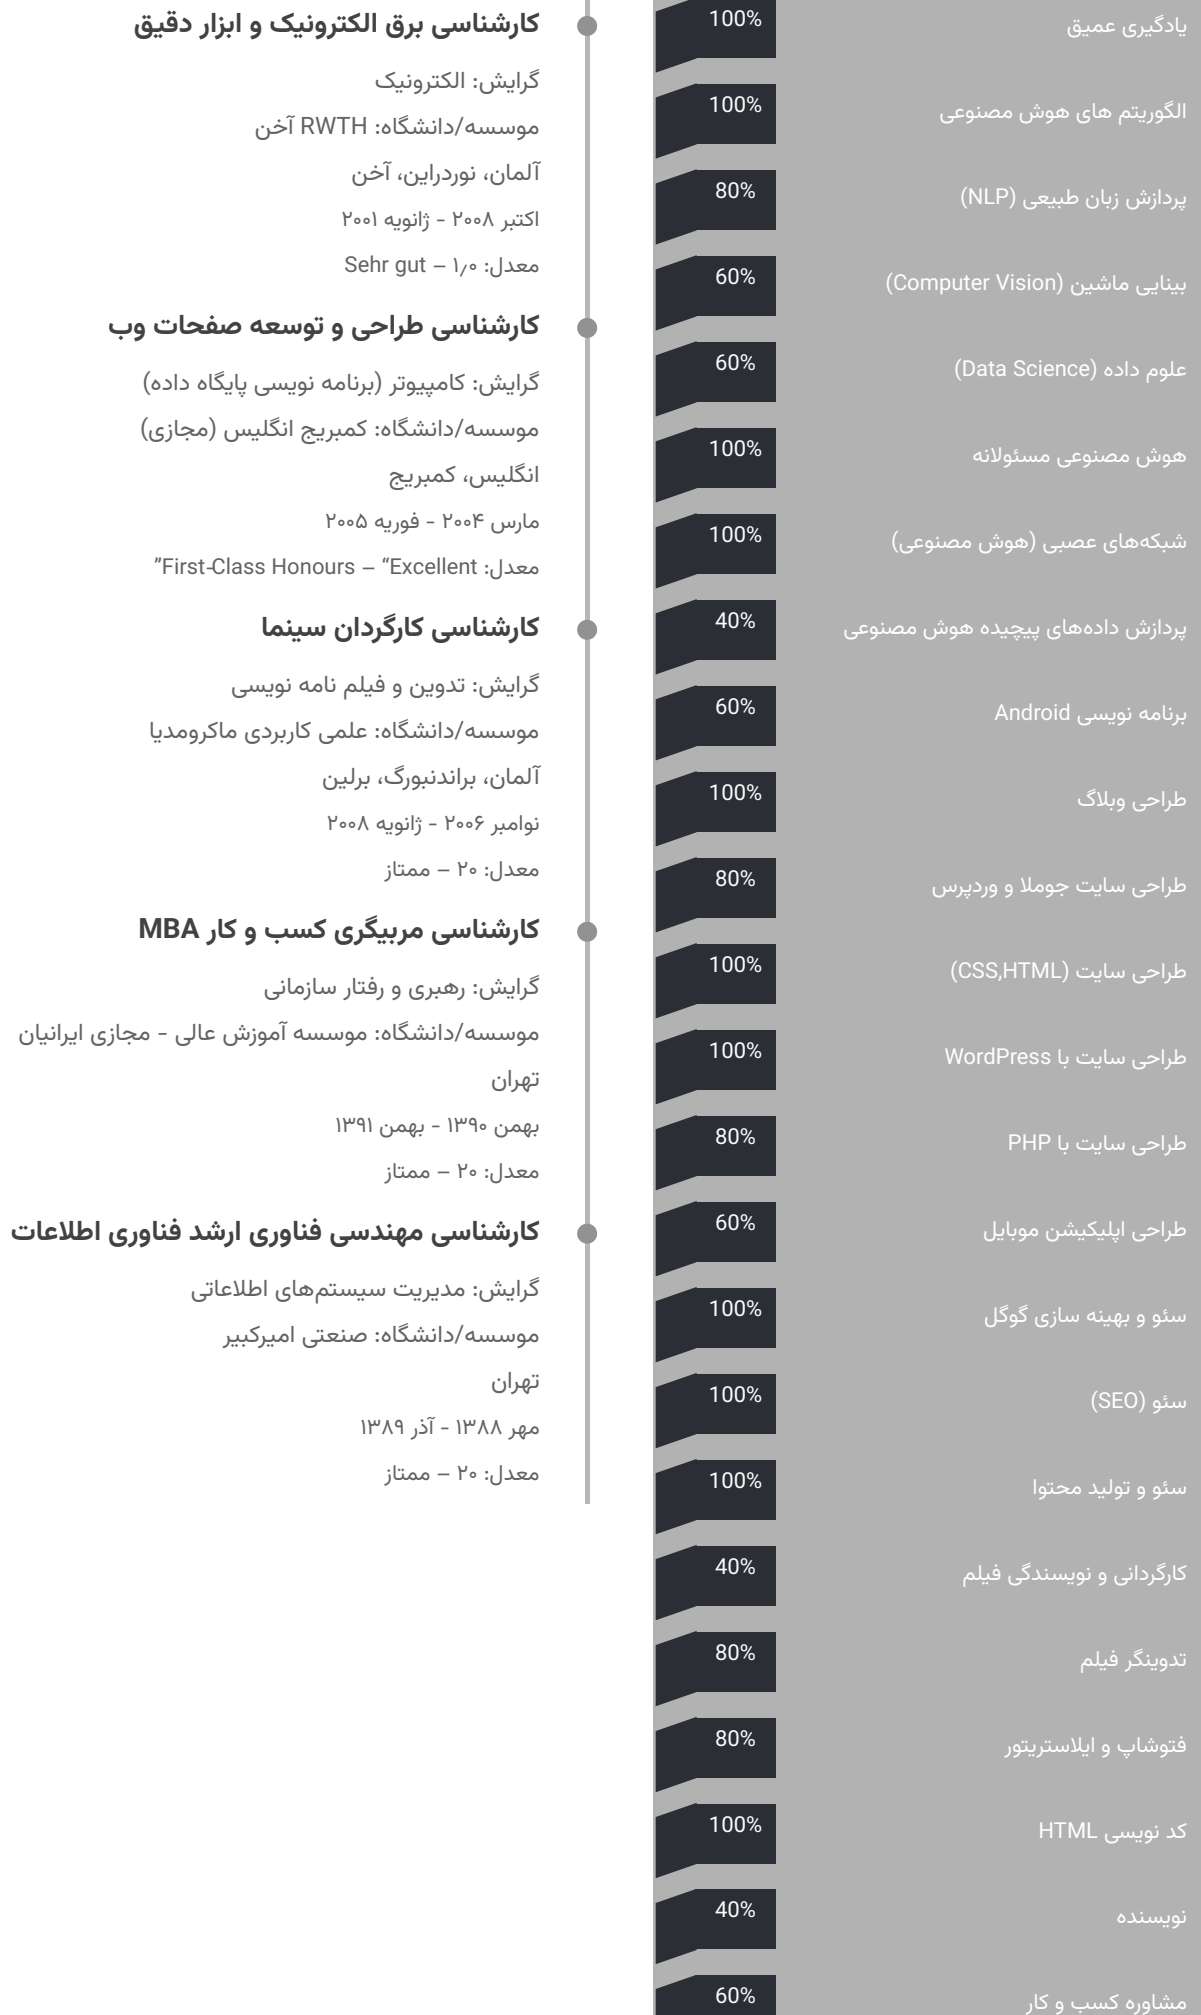 یادگیری عمیق
100%
الگوریتم های هوش مصنوعی
100%
پردازش زبان طبیعی (NLP)
80%
بینایی ماشین (Computer Vision)
60%
علوم داده (Data Science)
60%
هوش مصنوعی مسئولانه
100%
شبکه‌های عصبی (هوش مصنوعی)
100%
پردازش داده‌های پیچیده هوش مصنوعی
40%
برنامه نویسی Android
60%
طراحی وبلاگ
100%
طراحی سایت جوملا و وردپرس
80%
طراحی سایت (CSS,HTML)
100%
طراحی سایت با WordPress
100%
طراحی سایت با PHP
80%
طراحی اپلیکیشن موبایل
60%
سئو و بهینه سازی گوگل
100%
سئو (SEO)
100%
سئو و تولید محتوا
100%
کارگردانی و نویسندگی فیلم
40%
تدوینگر فیلم
80%
فتوشاپ و ایلاستریتور
80%
کد نویسی HTML
100%
نویسنده
40%
مشاوره کسب و کار
60%
کارشناسی برق الکترونیک و ابزار دقیق
گرایش: الکترونیک
موسسه/دانشگاه: RWTH آخن
آلمان، نوردراین، آخن
اکتبر ۲۰۰۸ - ژانویه ۲۰۰۱
معدل: ۱٫۰ – Sehr gut
کارشناسی طراحی و توسعه صفحات وب
گرایش: کامپیوتر (برنامه نویسی پایگاه داده)
موسسه/دانشگاه: کمبریج انگلیس (مجازی)
انگلیس، کمبریج
مارس ۲۰۰۴ - فوریه ۲۰۰۵
معدل: First-Class Honours – “Excellent”
کارشناسی کارگردان سینما
گرایش: تدوین و فیلم نامه نویسی
موسسه/دانشگاه: علمی کاربردی ماکرومدیا
آلمان، براندنبورگ، برلین
نوامبر ۲۰۰۶ - ژانویه ۲۰۰۸
معدل: ۲۰ – ممتاز
کارشناسی مربیگری کسب و کار MBA
گرایش: رهبری و رفتار سازمانی
موسسه/دانشگاه: موسسه آموزش عالی - مجازی ایرانیان
تهران
بهمن ۱۳۹۰ - بهمن ۱۳۹۱
معدل: ۲۰ – ممتاز
کارشناسی مهندسی فناوری ارشد فناوری اطلاعات
گرایش: مدیریت سیستم‌های اطلاعاتی
موسسه/دانشگاه: صنعتی امیرکبیر
تهران
مهر ۱۳۸۸ - آذر ۱۳۸۹
معدل: ۲۰ – ممتاز